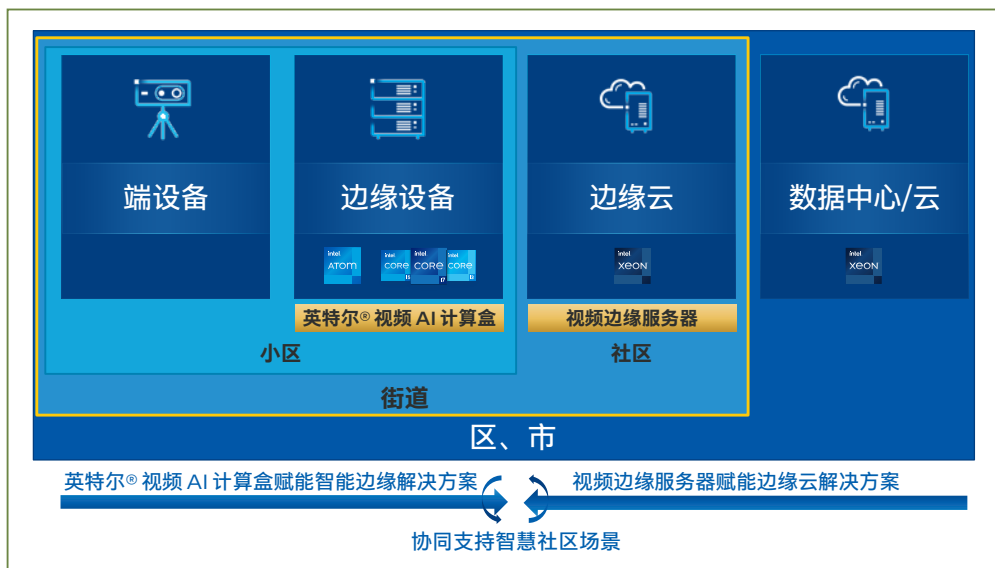 端设备
边缘设备
边缘云
数据中心/云
intel
ATOM
intel
CORE
i5
intel
CORE
i7
intel
CORE
intel
XEON
intel
XEON
英特尔® 视频 AI 计算盒
视频边缘服务器
小区
社区
街道
区、市
英特尔® 视频 AI 计算盒赋能智能边缘解决方案
视频边缘服务器赋能边缘云解决方案
协同支持智慧社区场景